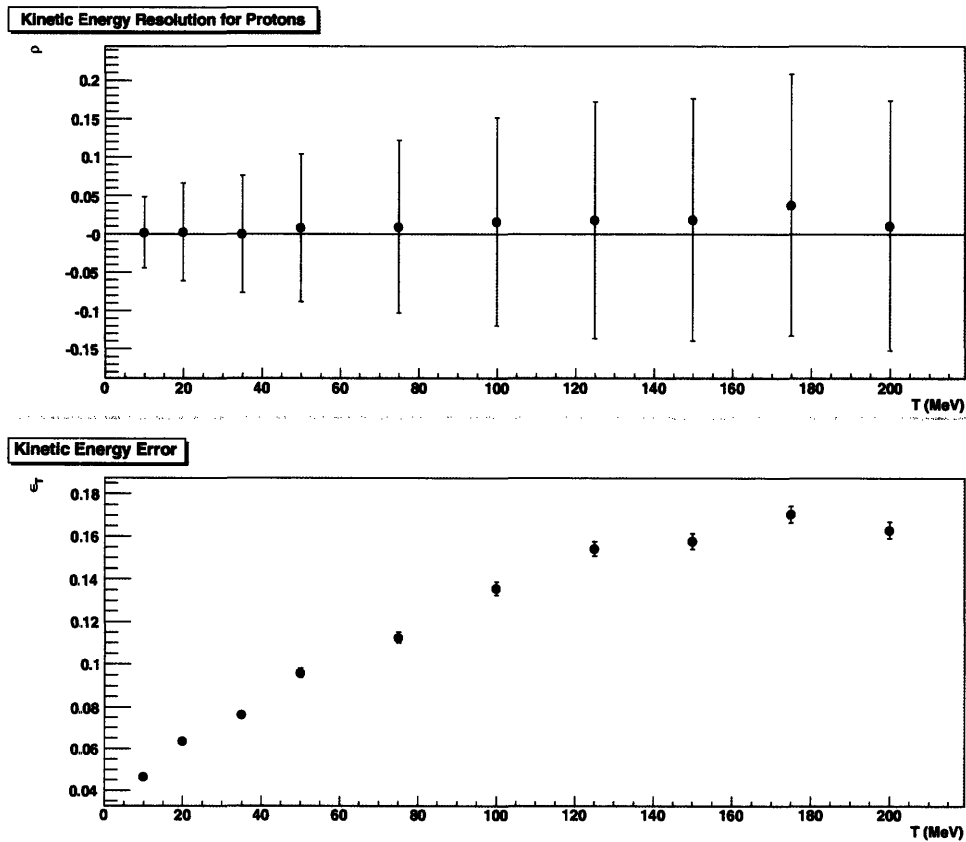 Kinetic Energy Resolution for Protons
ρ
0.2
0.15
0.1
0.05
-0
-0.05
-0.1
-0.15
0 20 40 60 80 100 120 140 160 180 200
T (MeV)
Kinetic Energy Error
ϵT
0.18
0.16
0.14
0.12
0.1
0.08
0.06
0.04
0 20 40 60 80 100 120 140 160 180 200
T (MeV)